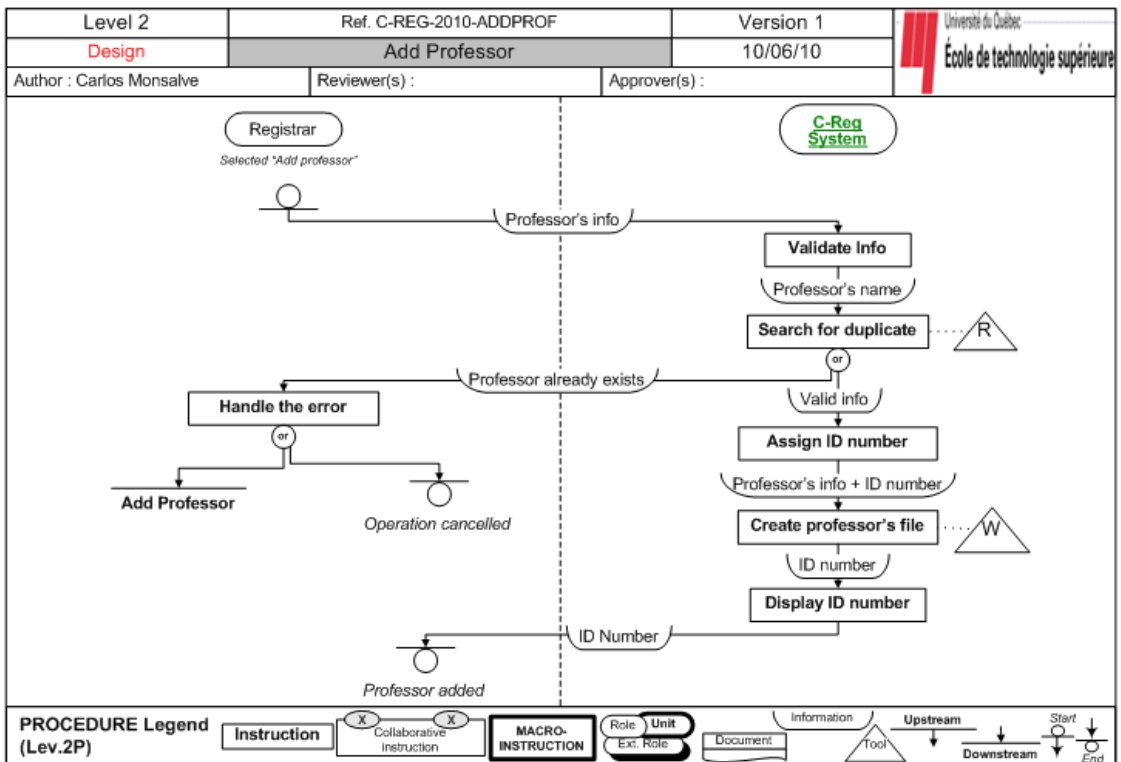 Level 2
Ref. C-REG-2010-ADDPROF
Version 1
Université du Québec
Design
Add Professor
10/06/10
École de technologie supérieure
Author : Carlos Monsalve
Reviewer(s) :
Approver(s) :
Registrar
C-Reg
System
Selected "Add professor"
Professor's info
Validate Info
Professor's name
Search for duplicate
R
or
Professor already exists
Valid info
Handle the error
or
Assign ID number
Add Professor
Operation cancelled
Professor's info + ID number
Create professor's file
W
ID number
Display ID number
ID Number
Professor added
PROCEDURE Legend
(Lev.2P)
Instruction
X
X
Collaborative
instruction
MACRO-
INSTRUCTION
Role
Unit
Ext. Role
Document
Information
Tool
Upstream
Downstream
Start
End